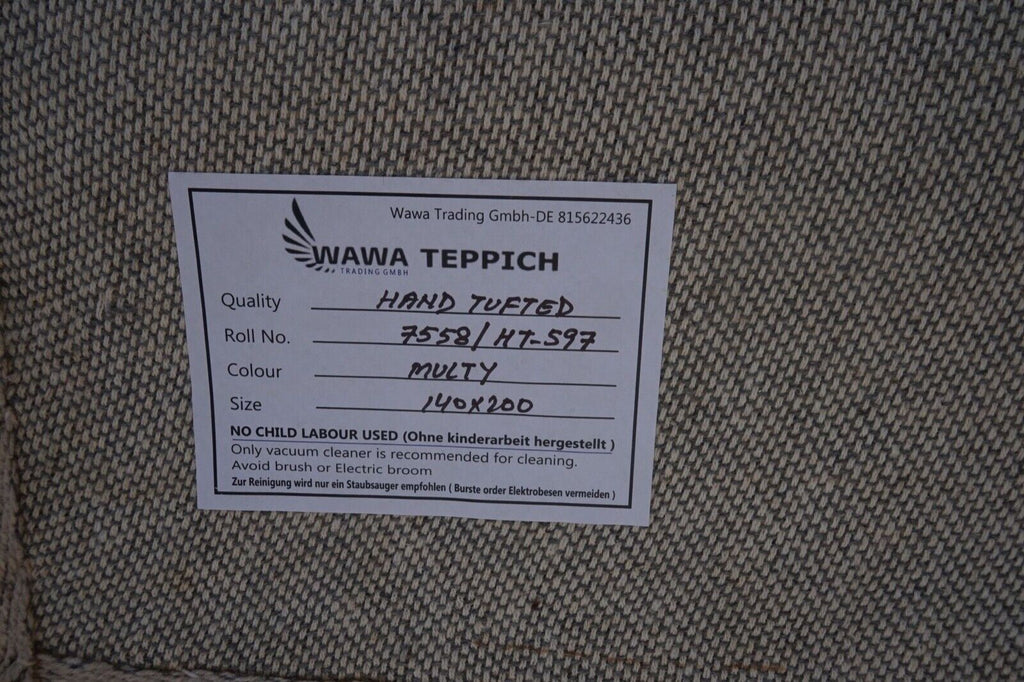 Wawa Trading Gmbh-DE 815622436
WAWA TEPPICH
TRADING GMBH
Quality HAND TUFTED
Roll No. 7558/HT-597
Colour MULTY
Size 140X200
NO CHILD LABOUR USED (Ohne kinderarbeit hergestellt )
Only vacuum cleaner is recommended for cleaning.
Avoid brush or Electric broom
Zur Reinigung wird nur ein Staubsauger empfohlen ( Burste order Elektrobesen vermeiden )